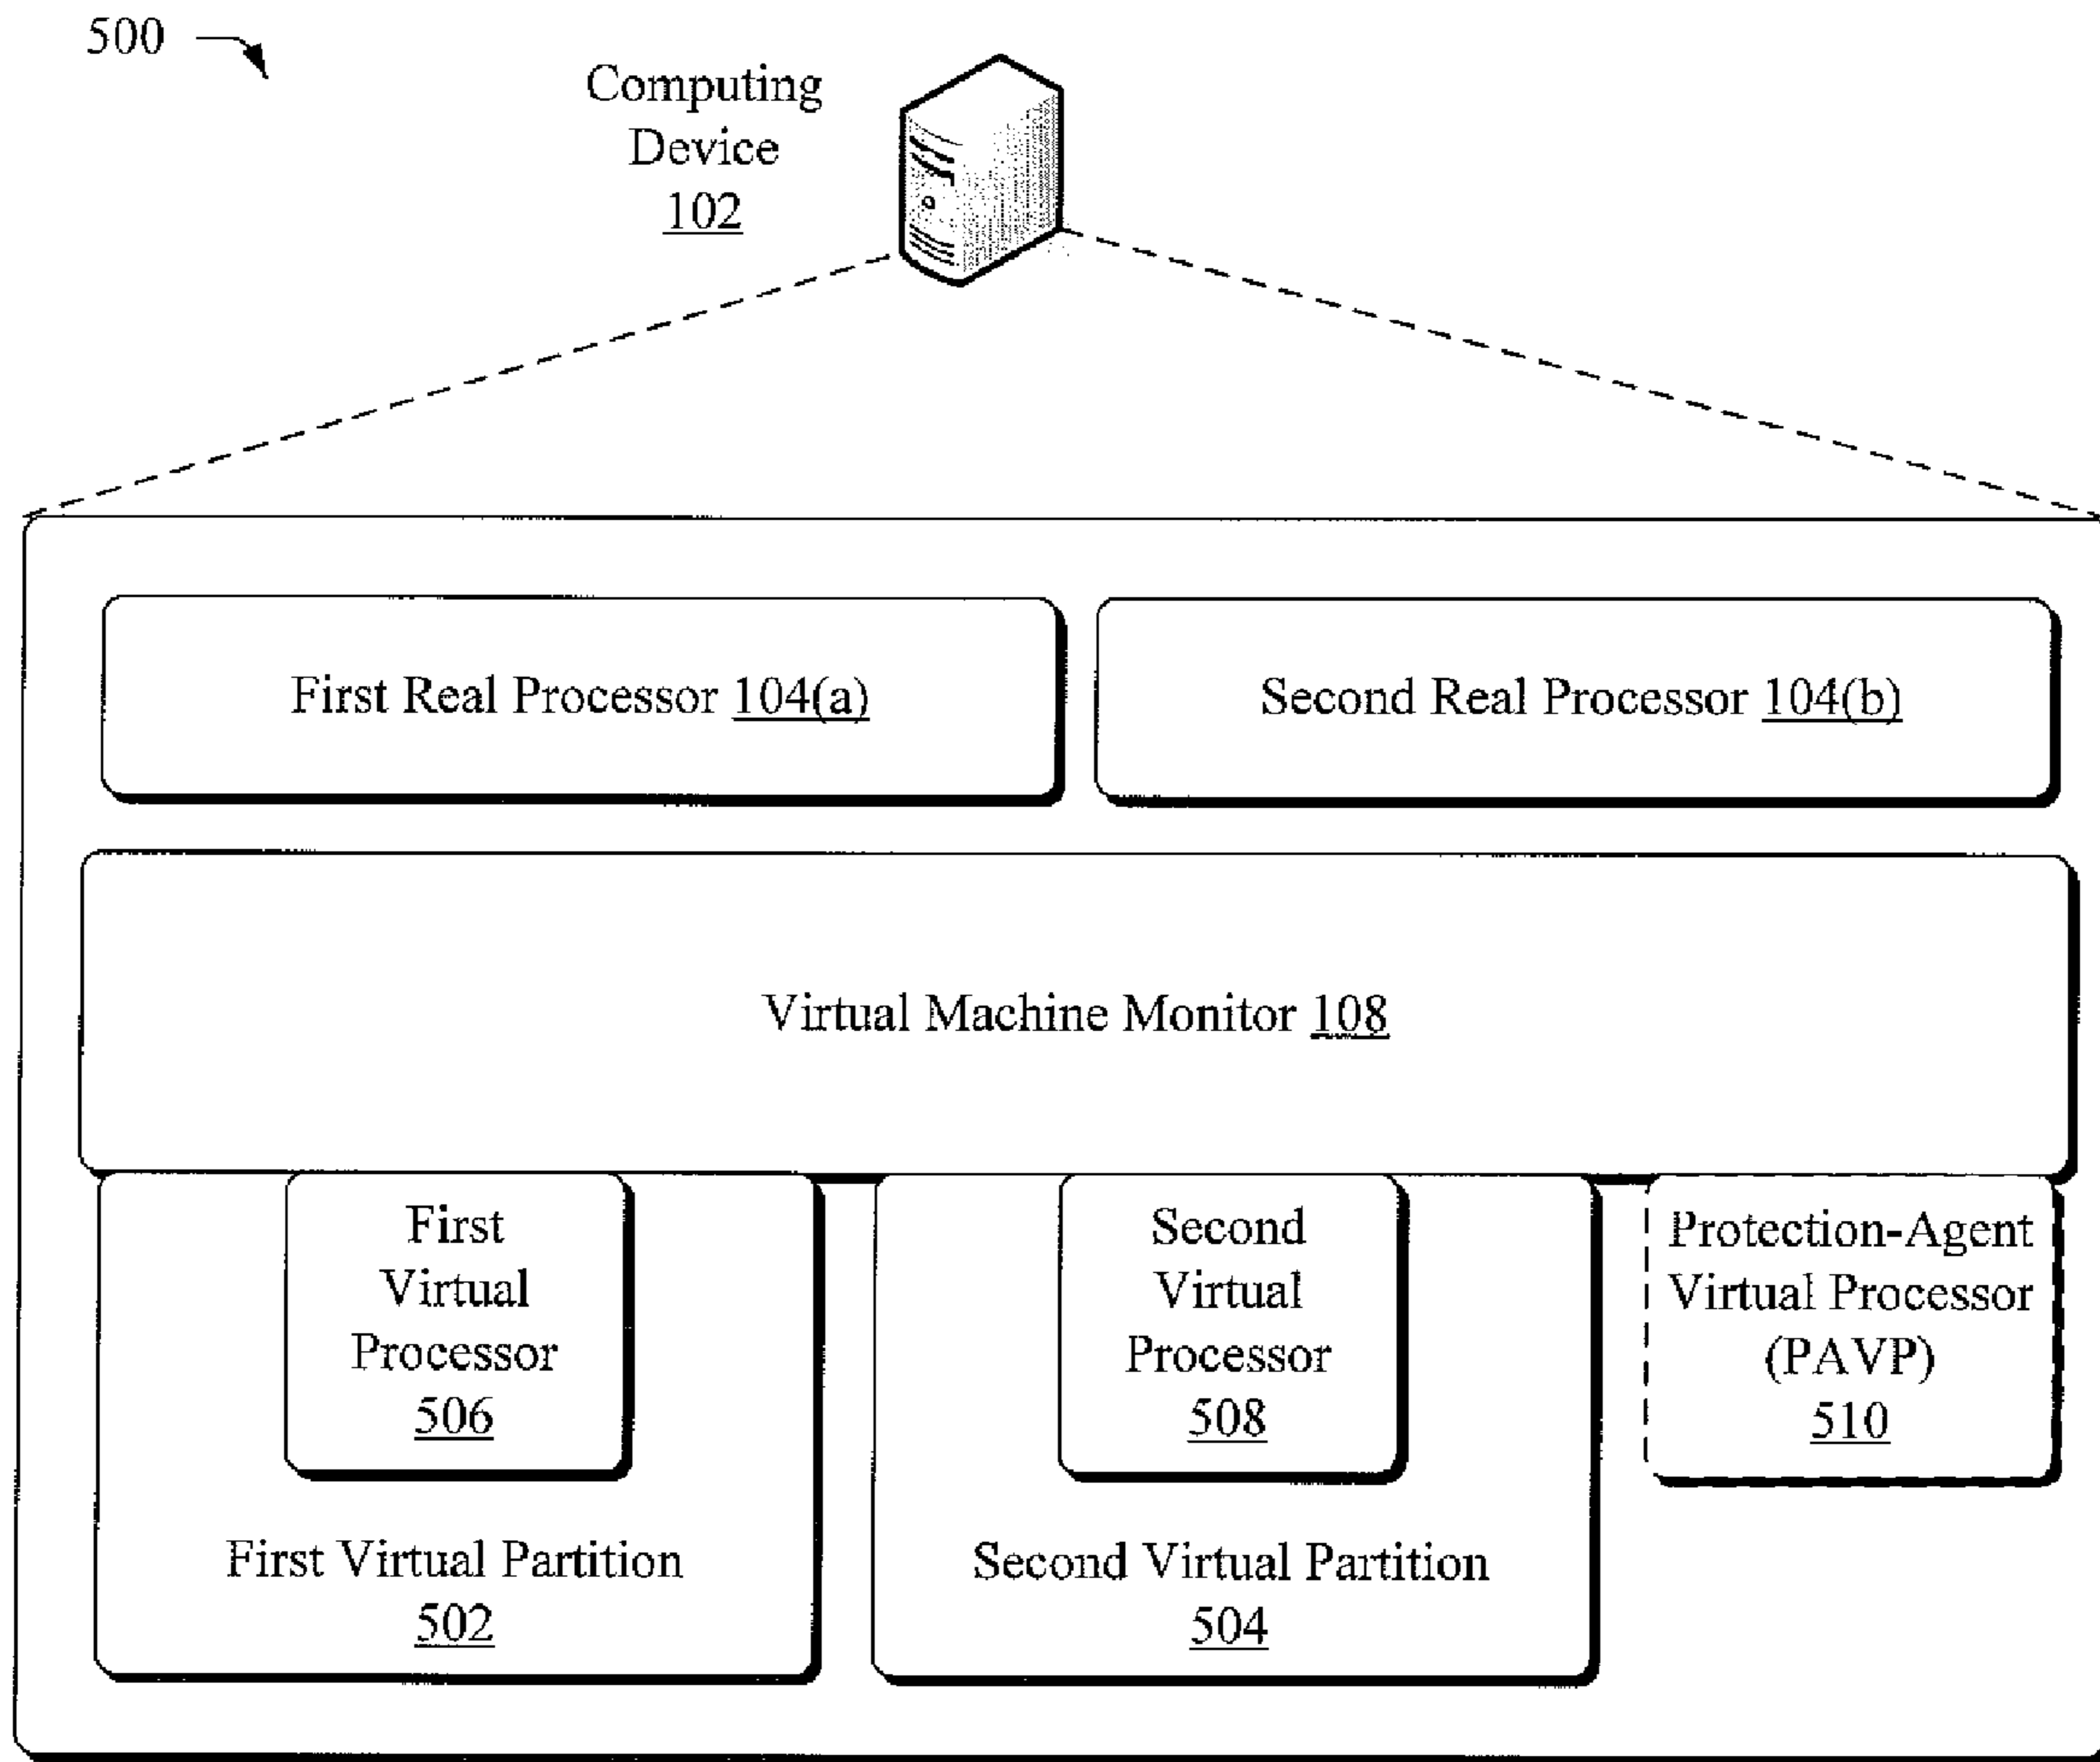 500
Computing
Device
102
First Real Processor 104(a)
Second Real Processor 104(b)
Virtual Machine Monitor 108
First
Virtual
Processor
506
First Virtual Partition
502
Second
Virtual
Processor
508
Second Virtual Partition
504
Protection-Agent
Virtual Processor
(PAVP)
510